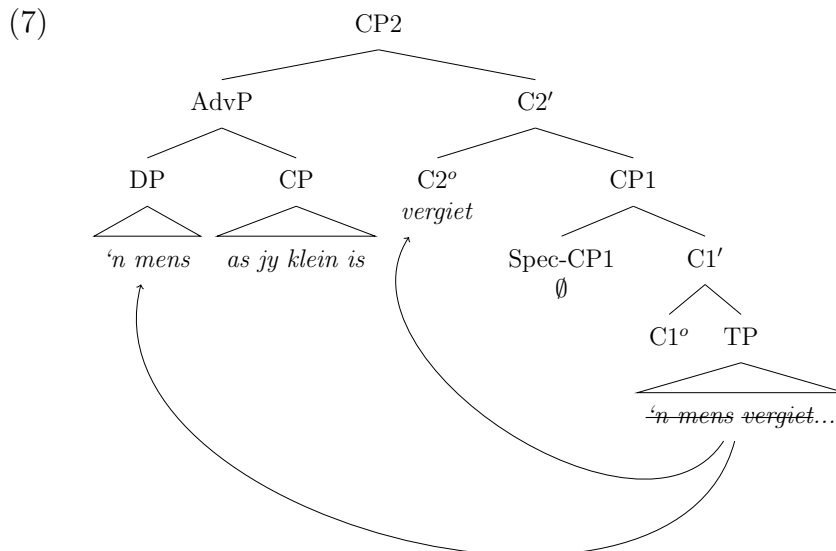 (7)
CP2
AdvP C2′
DP CP C2ᵒ CP1
vergiet
‘n mens as jy klein is Spec-CP1 C1′
∅
C1ᵒ TP
‘n mens vergiet...